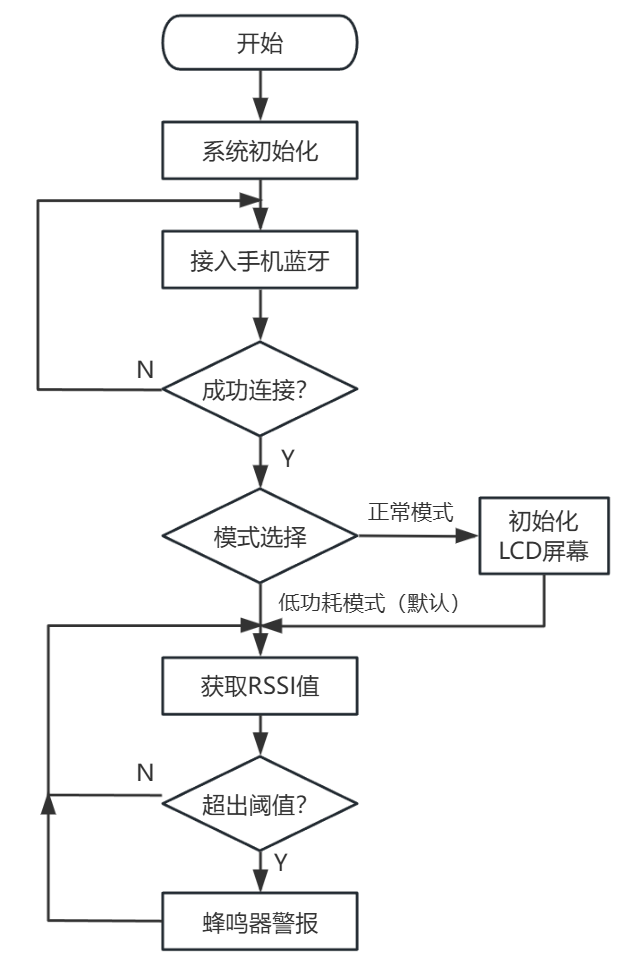 开始
系统初始化
接入手机蓝牙
N
成功连接?
Y
模式选择
正常模式
初始化
LCD屏幕
低功耗模式（默认）
获取RSSI值
N
超出阈值?
Y
蜂鸣器警报